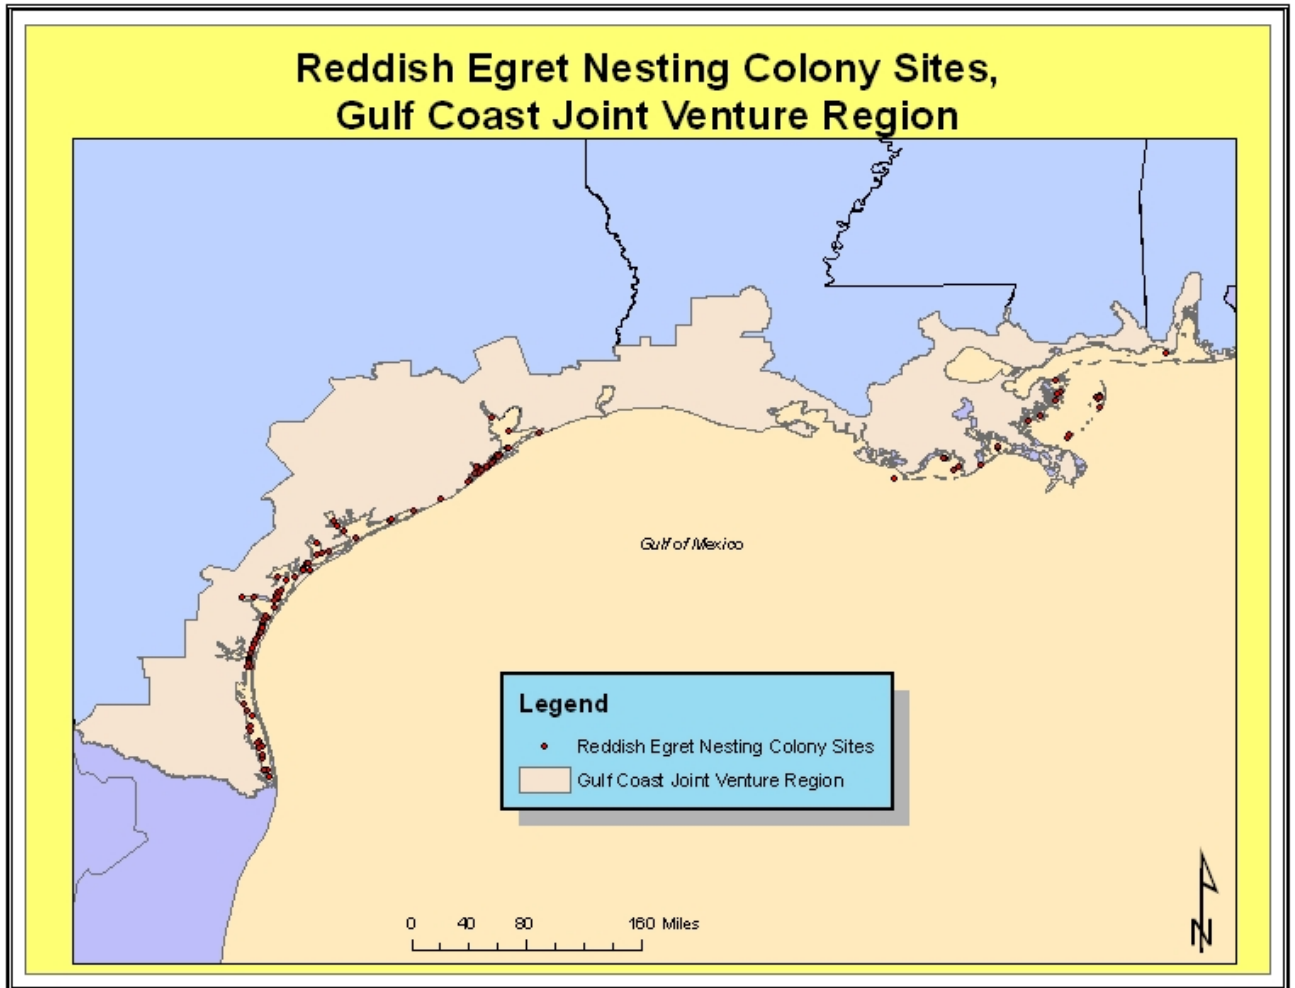 Reddish Egret Nesting Colony Sites,
Gulf Coast Joint Venture Region
Gulf of Mexico
Legend
Reddish Egret Nesting Colony Sites
Gulf Coast Joint Venture Region
0 40 80 160 Miles
N